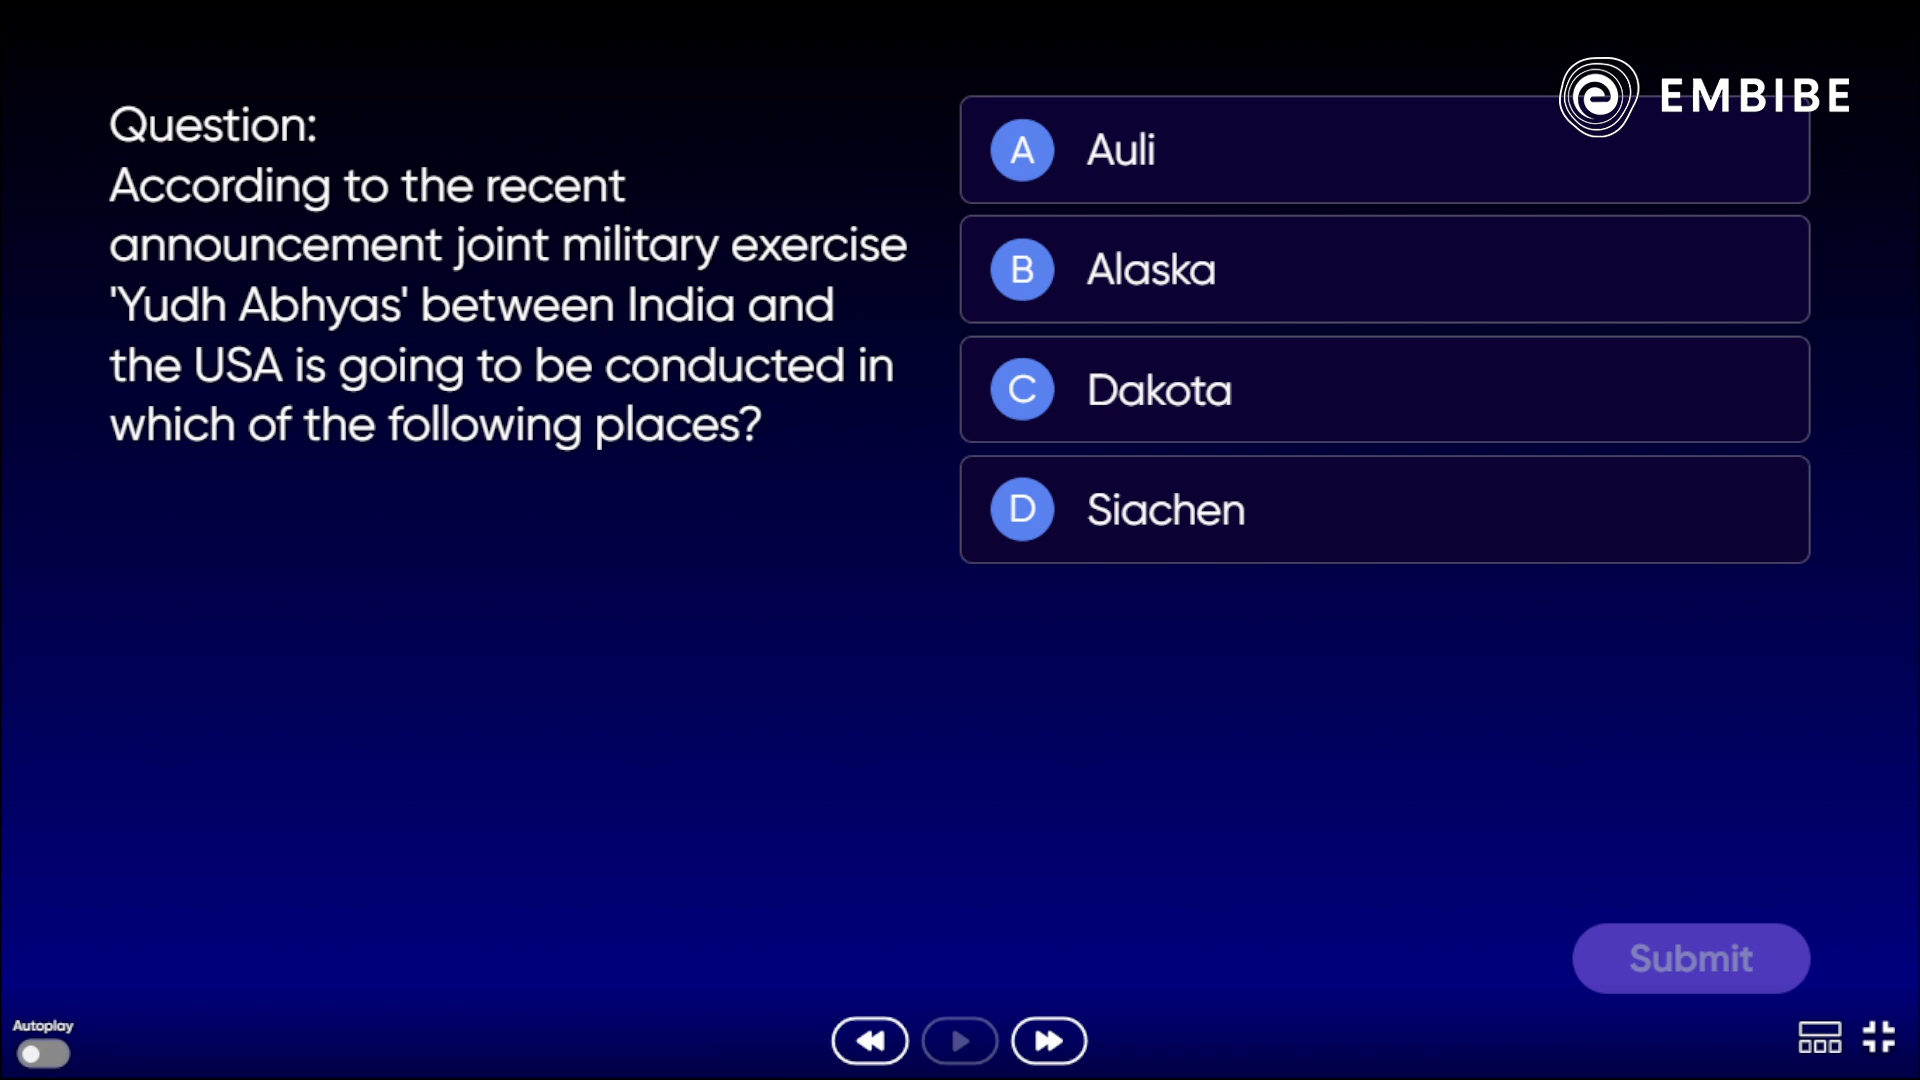 EMBIBE
Question:
According to the recent
announcement joint military exercise
'Yudh Abhyas' between India and
the USA is going to be conducted in
which of the following places?
A Auli
B Alaska
C Dakota
D Siachen
Submit
Autoplay